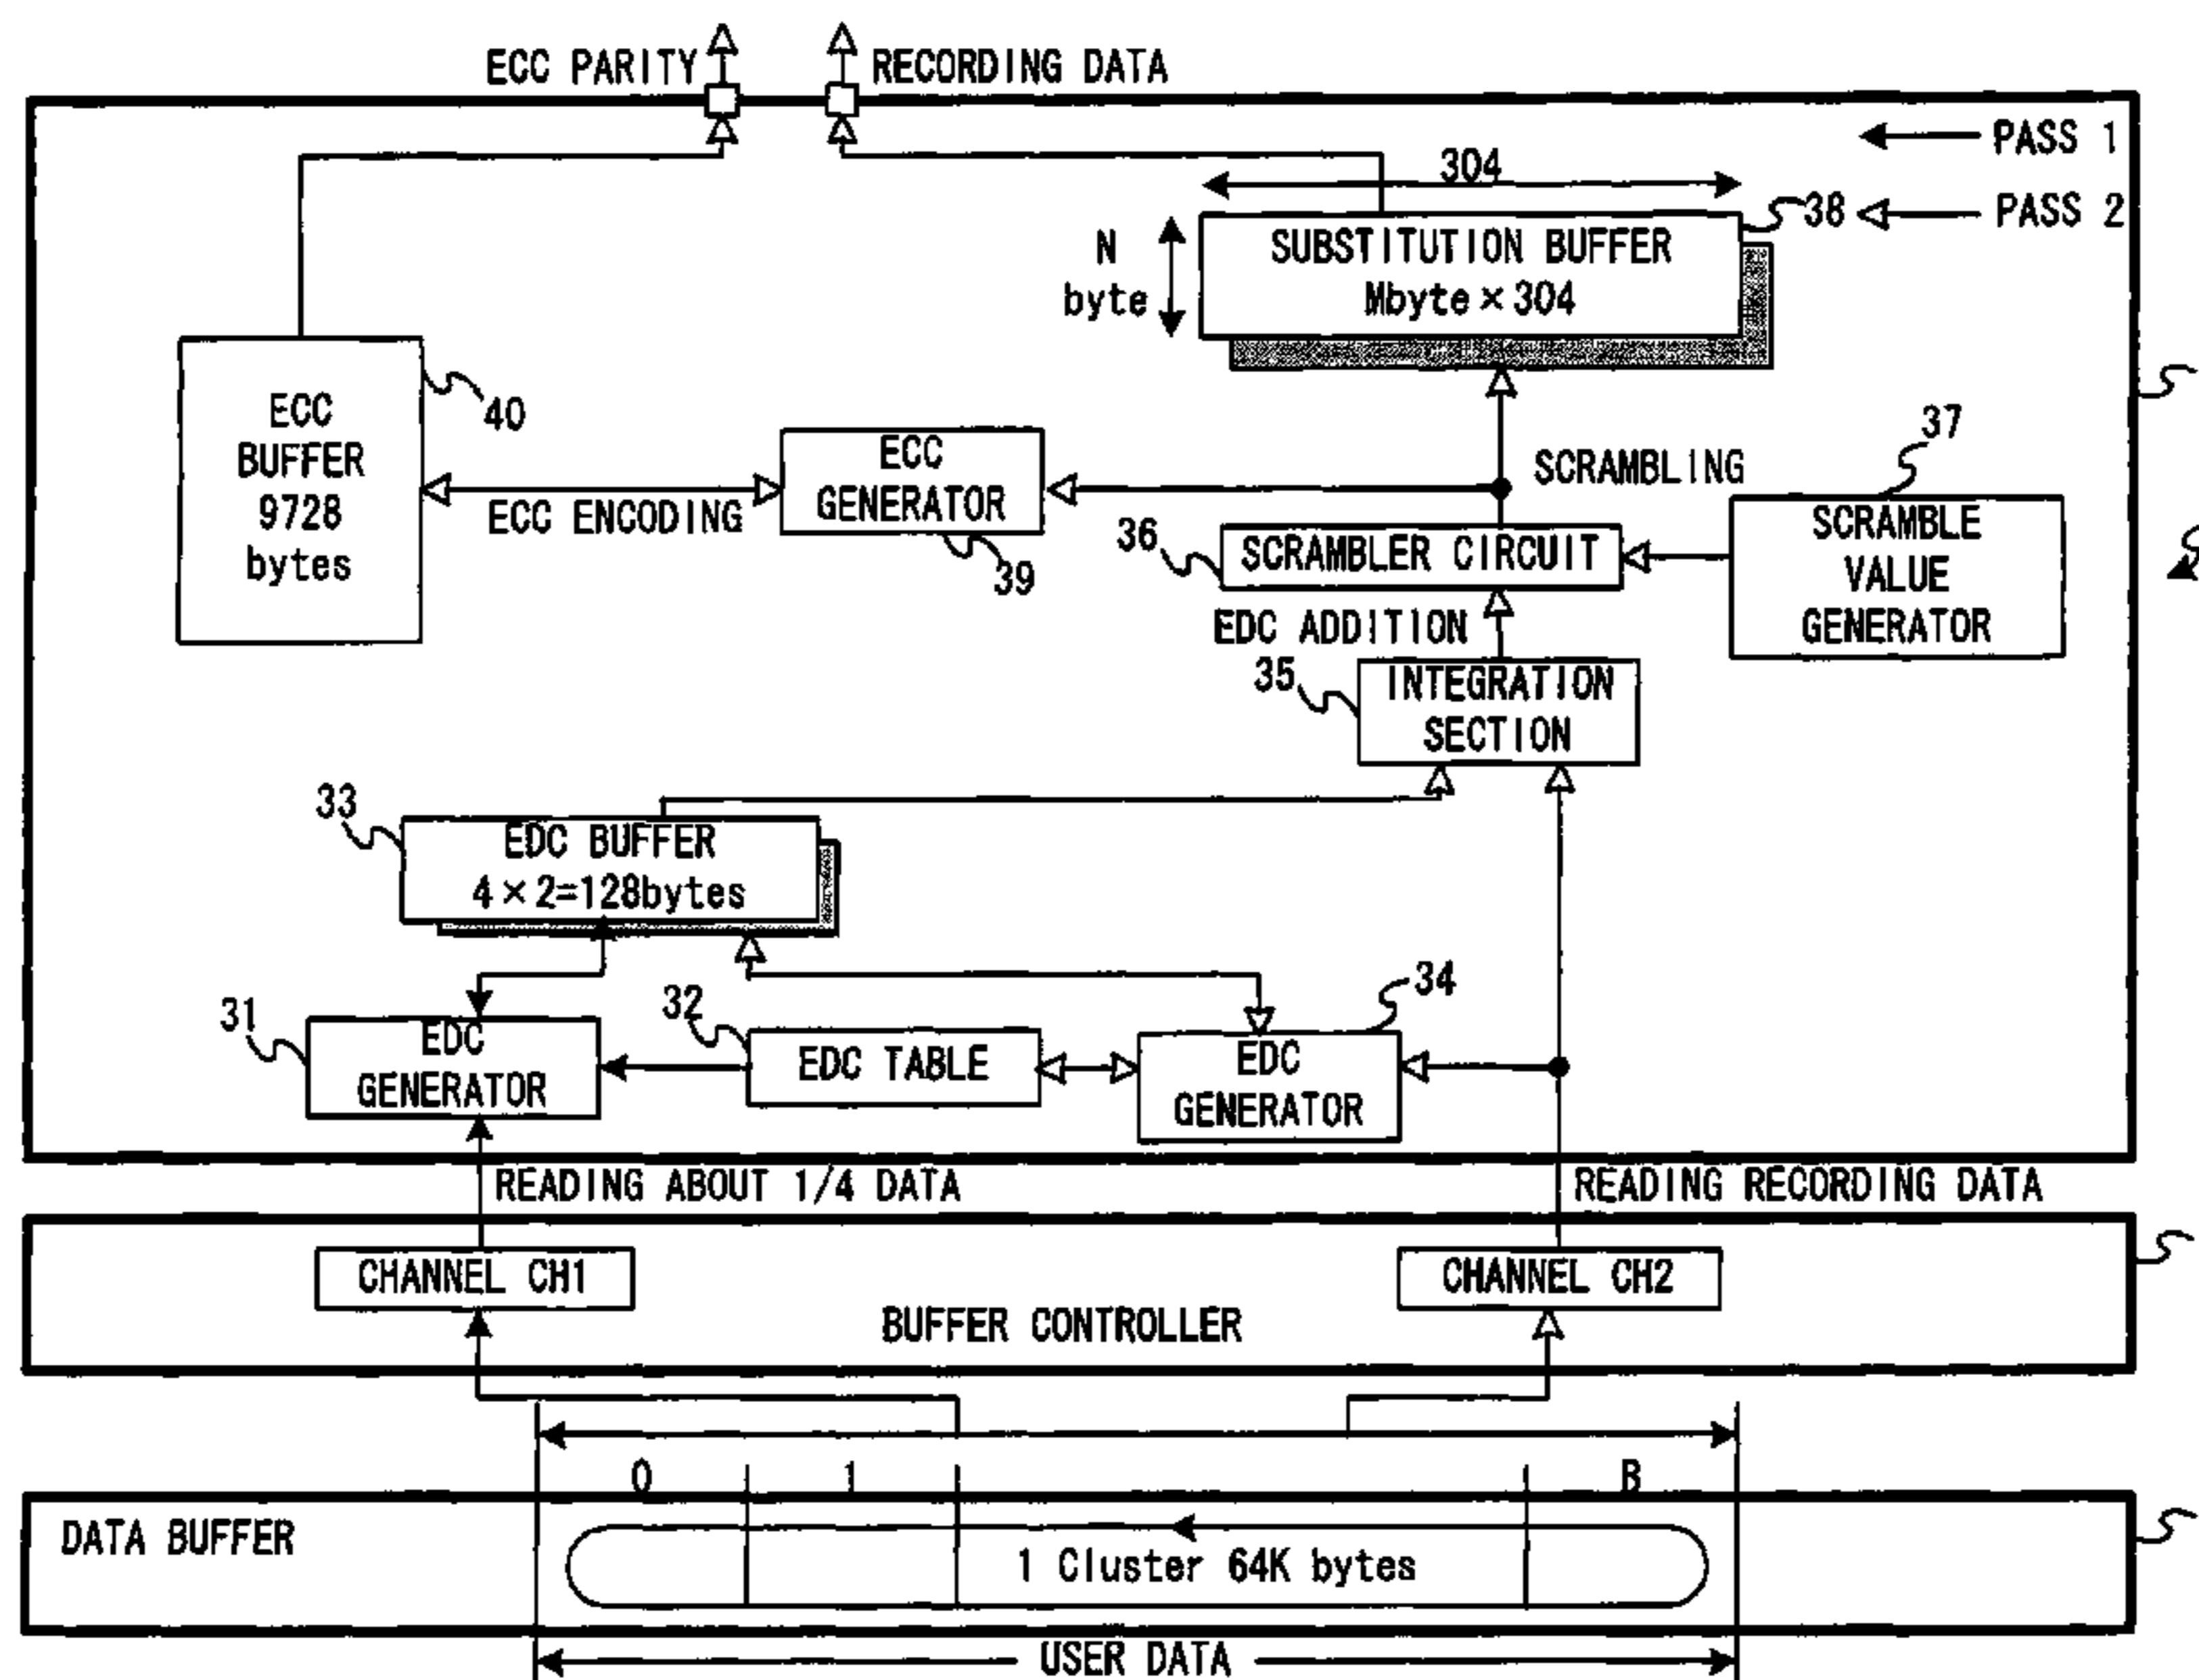 ECC PARITY
RECORDING DATA
PASS 1
304
38
PASS 2
N
byte
SUBSTITUTION BUFFER
Mbyte×304
40
ECC
BUFFER
9728
bytes
ECC ENCODING
ECC
GENERATOR
39
SCRAMBLING
37
36
SCRAMBLER CIRCUIT
SCRAMBLE
VALUE
GENERATOR
EDC ADDITION
35
INTEGRATION
SECTION
33
EDC BUFFER
4×2=128bytes
31
EDC
GENERATOR
32
EDC TABLE
34
EDC
GENERATOR
READING ABOUT 1/4 DATA
READING RECORDING DATA
CHANNEL CH1
CHANNEL CH2
BUFFER CONTROLLER
0
1
B
DATA BUFFER
1 Cluster 64K bytes
USER DATA